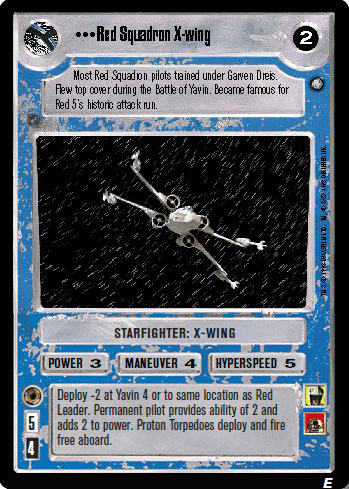 •••Red Squadron X-wing
2
Most Red Squadron pilots trained under Garven Dreis.
Flew top cover during the Battle of Yavin. Became famous for
Red 5's historic attack run.
STARFIGHTER: X-WING
POWER 3 MANEUVER 4 HYPERSPEED 5
Deploy -2 at Yavin 4 or to same location as Red
Leader. Permanent pilot provides ability of 2 and
adds 2 to power. Proton Torpedoes deploy and fire
free aboard.
5
4
E